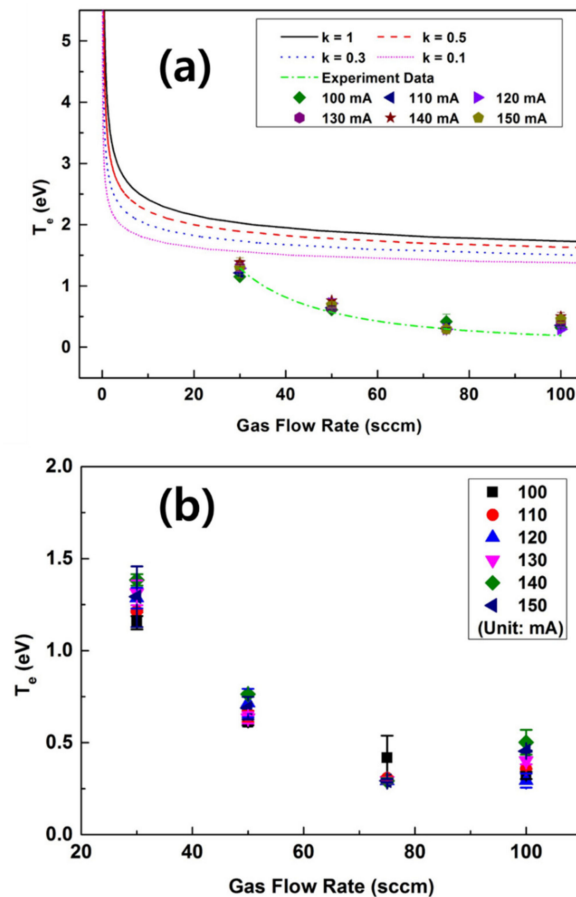 (a)
k = 1 k = 0.5
k = 0.3 k = 0.1
Experiment Data
100 mA 110 mA 120 mA
130 mA 140 mA 150 mA
5
4
3
2
1
0
T_e (eV)
0 20 40 60 80 100
Gas Flow Rate (sccm)
(b)
100
110
120
130
140
150
(Unit: mA)
2.0
1.5
1.0
0.5
0.0
T_e (eV)
20 40 60 80 100
Gas Flow Rate (sccm)